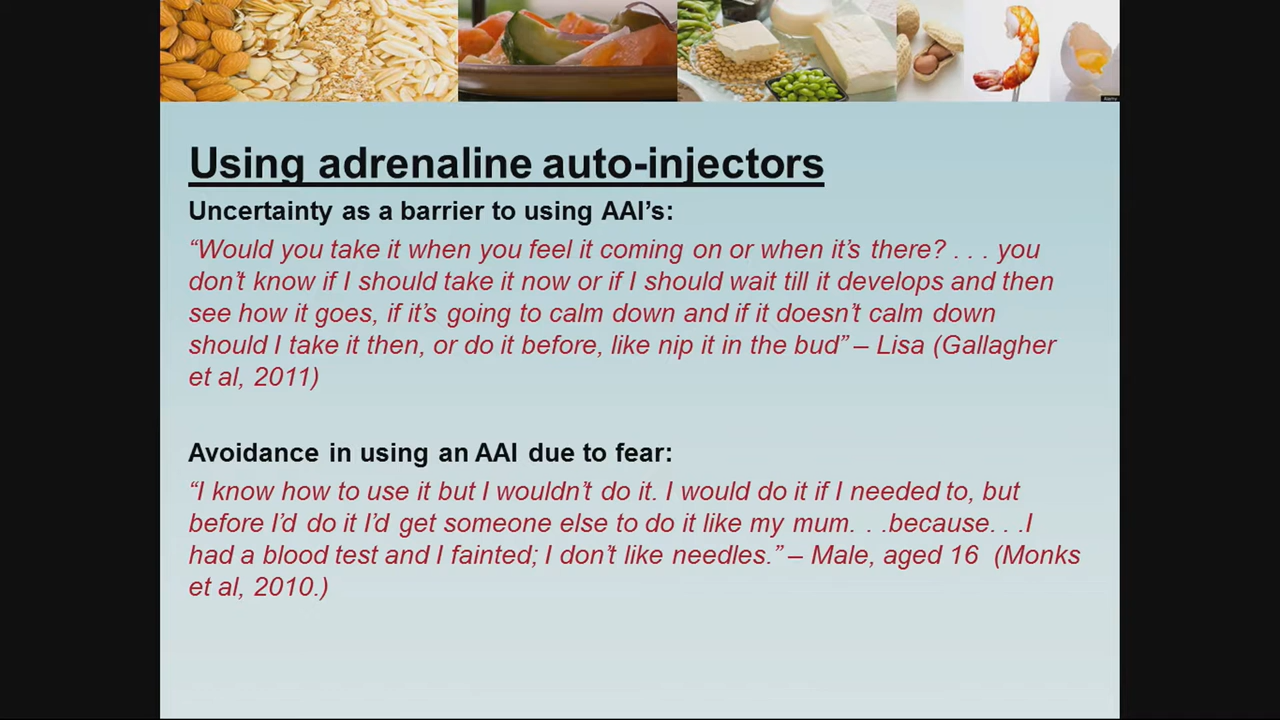 Using adrenaline auto-injectors
Uncertainty as a barrier to using AAI’s:
“Would you take it when you feel it coming on or when it’s there? . . . you
don’t know if I should take it now or if I should wait till it develops and then
see how it goes, if it’s going to calm down and if it doesn’t calm down
should I take it then, or do it before, like nip it in the bud” – Lisa (Gallagher
et al, 2011)
Avoidance in using an AAI due to fear:
“I know how to use it but I wouldn’t do it. I would do it if I needed to, but
before I’d do it I’d get someone else to do it like my mum. . .because. . .I
had a blood test and I fainted; I don’t like needles.” – Male, aged 16 (Monks
et al, 2010.)